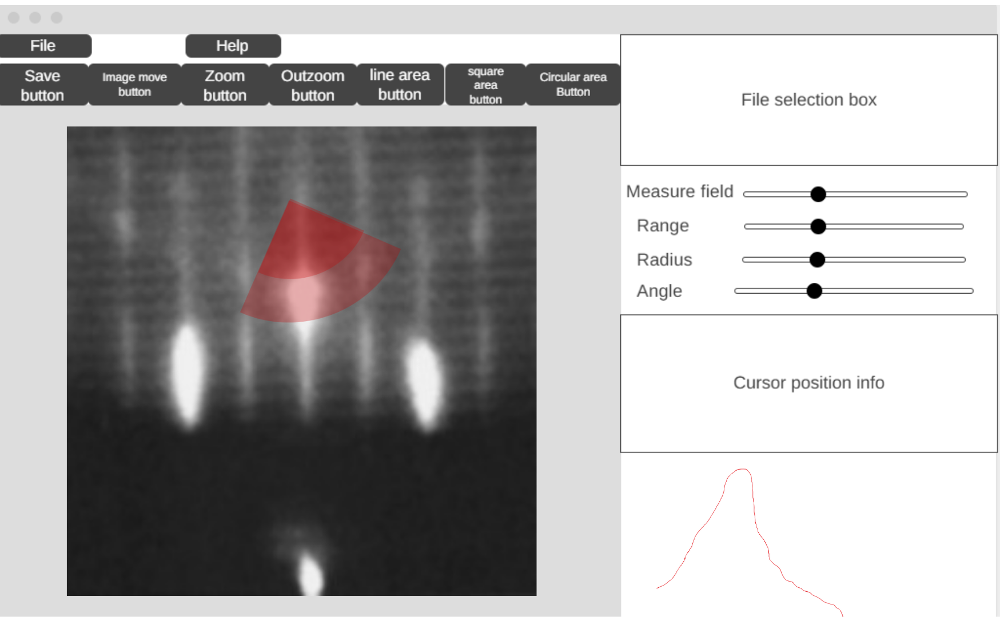 File
Help
Save
button
Image move
button
Zoom
button
Outzoom
button
line area
button
square
area
button
Circular area
Button
File selection box
Measure field
Range
Radius
Angle
Cursor position info